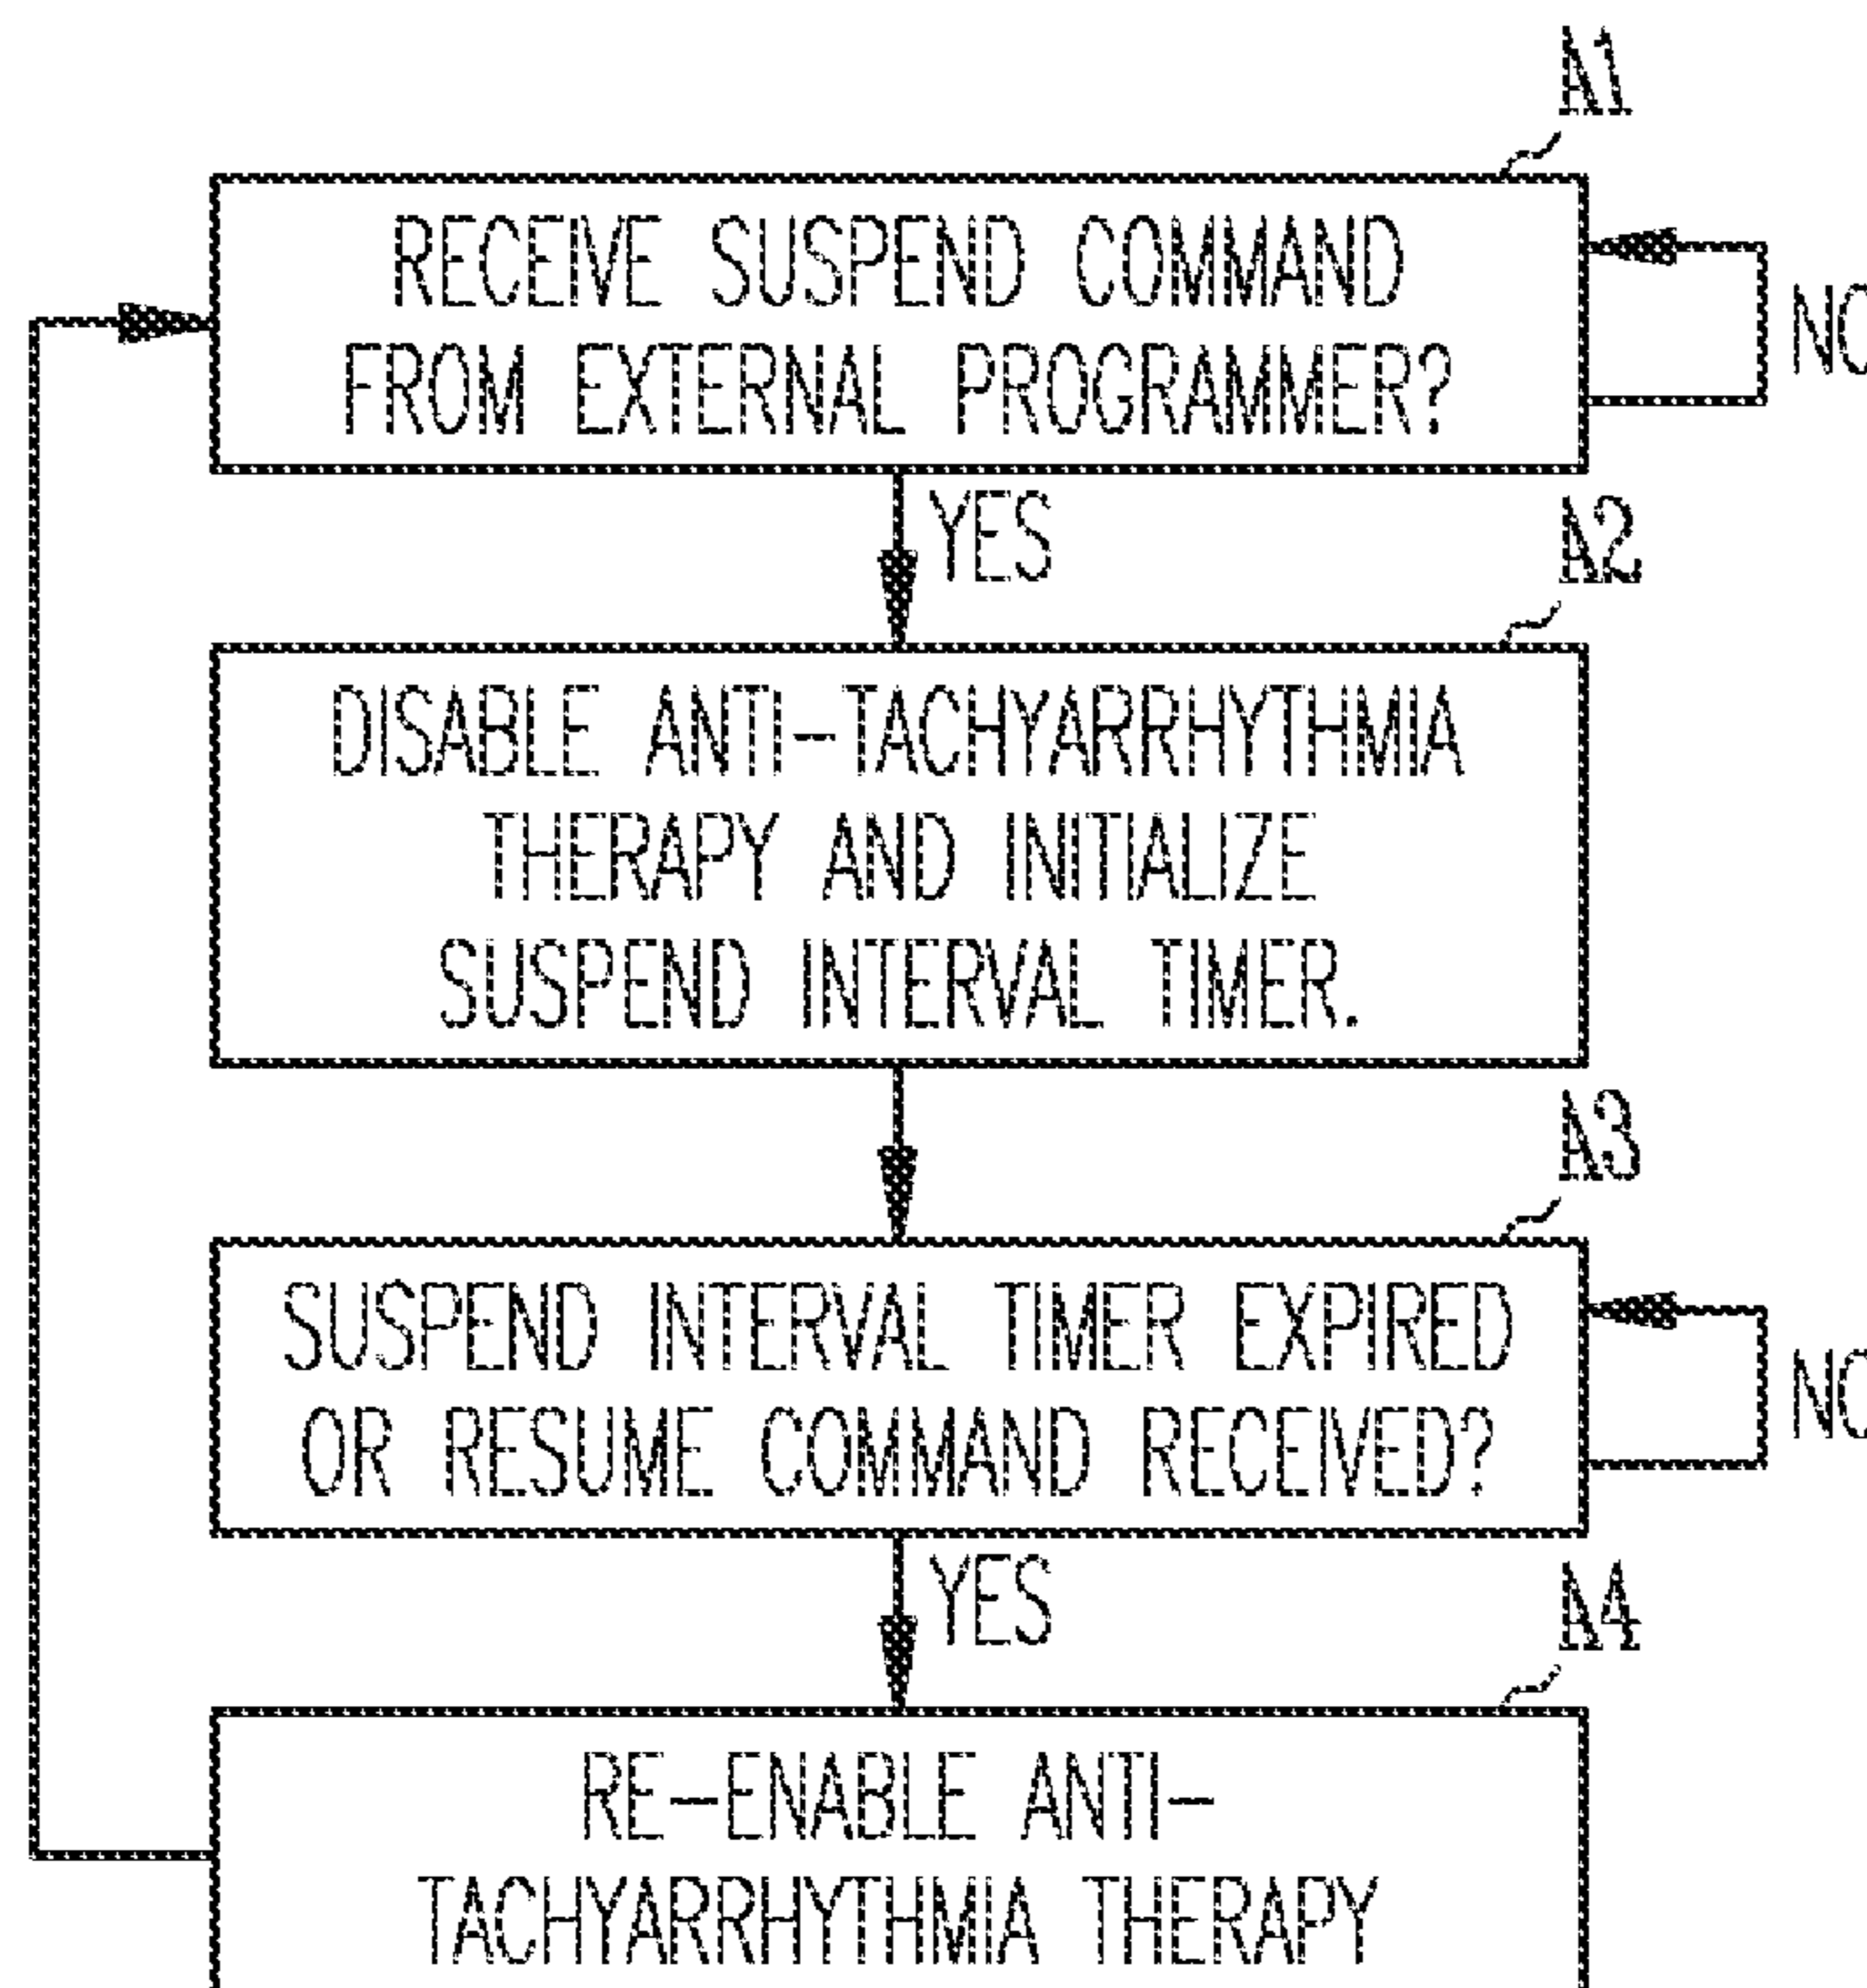 A1
RECEIVE SUSPEND COMMAND
FROM EXTERNAL PROGRAMMER?
NO
YES
A2
DISABLE ANTI-TACHYARRHYTHMIA
THERAPY AND INITIALIZE
SUSPEND INTERVAL TIMER.
A3
SUSPEND INTERVAL TIMER EXPIRED
OR RESUME COMMAND RECEIVED?
NO
YES
A4
RE-ENABLE ANTI-
TACHYARRHYTHMIA THERAPY